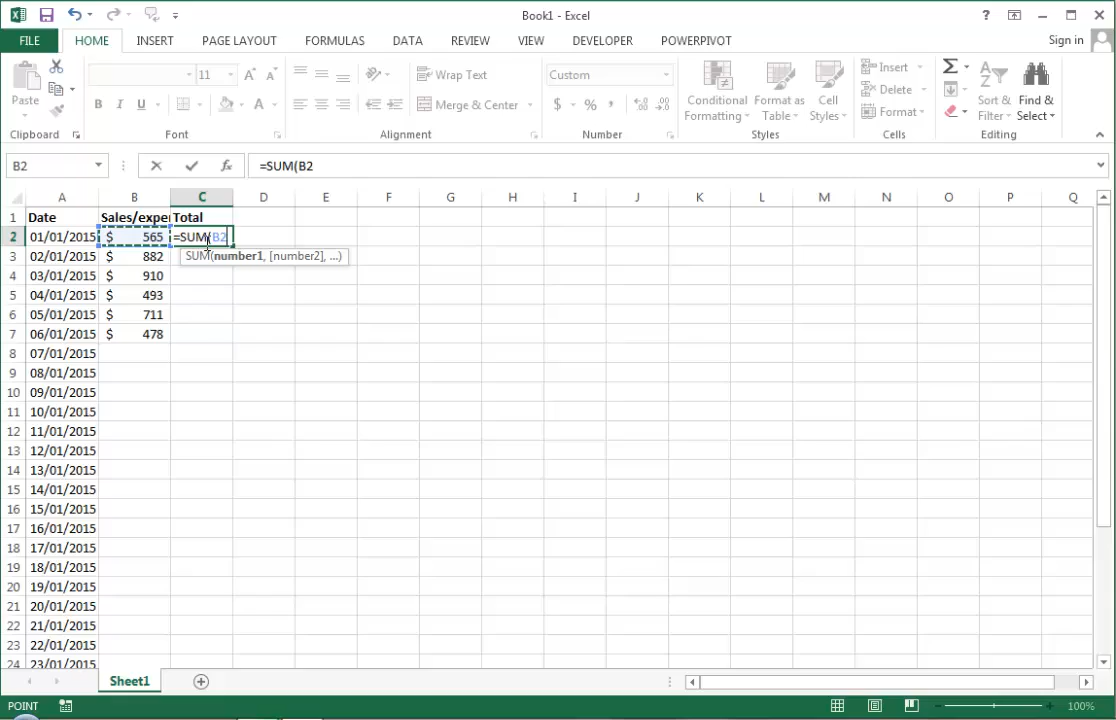 Book1 - Excel
FILE HOME INSERT PAGE LAYOUT FORMULAS DATA REVIEW VIEW DEVELOPER POWERPIVOT Sign in
11 A A Wrap Text Custom Insert
Paste B I U A Merge & Center $ % , Conditional Formatting Format as Table Cell Styles Delete Format Sort & Filter Find & Select
Clipboard Font Alignment Number Styles Cells Editing
B2 fx =SUM(B2
A B C D E F G H I J K L M N O P Q
1 Date Sales/expe Total
2 01/01/2015 $ 565 =SUM(B2
3 02/01/2015 $ 882 SUM(number1, [number2], ...)
4 03/01/2015 $ 910
5 04/01/2015 $ 493
6 05/01/2015 $ 711
7 06/01/2015 $ 478
8 07/01/2015
9 08/01/2015
10 09/01/2015
11 10/01/2015
12 11/01/2015
13 12/01/2015
14 13/01/2015
15 14/01/2015
16 15/01/2015
17 16/01/2015
18 17/01/2015
19 18/01/2015
20 19/01/2015
21 20/01/2015
22 21/01/2015
23 22/01/2015
24 23/01/2015
Sheet1
POINT 100%